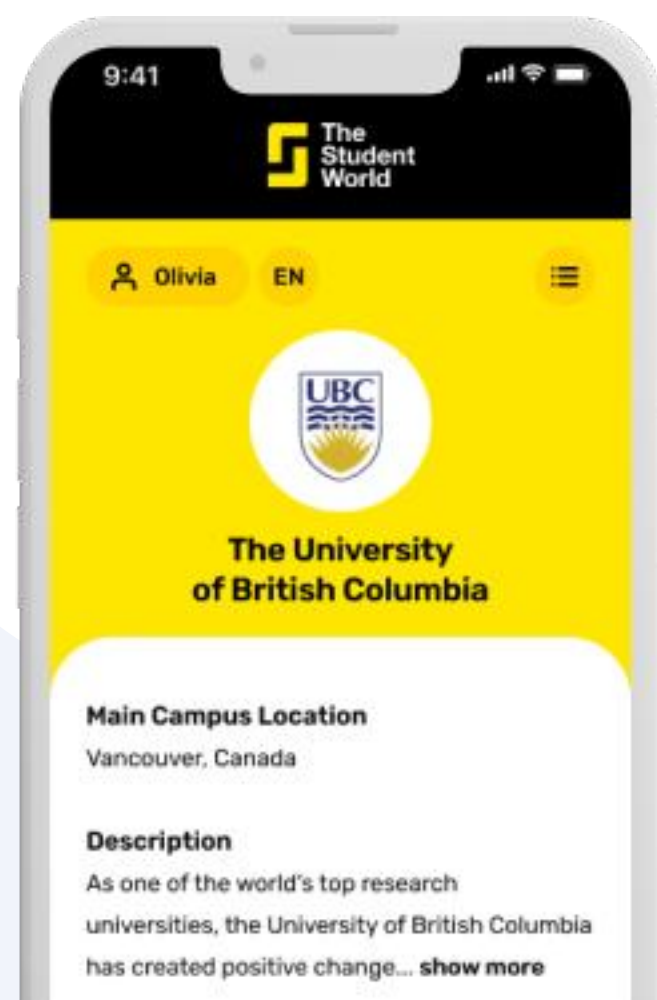 9:41
The
Student
World
Olivia
EN
UBC
The University
of British Columbia
Main Campus Location
Vancouver, Canada
Description
As one of the world's top research
universities, the University of British Columbia
has created positive change... show more